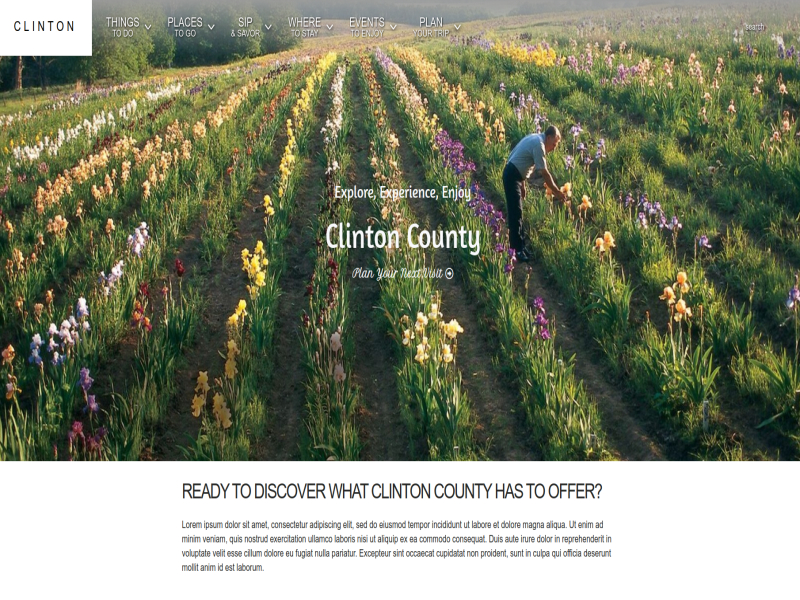 CLINTON
THINGS
TO DO
PLACES
TO GO
SIP
& SAVOR
WHERE
TO STAY
EVENTS
TO ENJOY
PLAN
YOUR TRIP
search
Explore, Experience, Enjoy
Clinton County
Plan Your Next Visit
READY TO DISCOVER WHAT CLINTON COUNTY HAS TO OFFER?
Lorem ipsum dolor sit amet, consectetur adipiscing elit, sed do eiusmod tempor incididunt ut labore et dolore magna aliqua. Ut enim ad
minim veniam, quis nostrud exercitation ullamco laboris nisi ut aliquip ex ea commodo consequat. Duis aute irure dolor in reprehenderit in
voluptate velit esse cillum dolore eu fugiat nulla pariatur. Excepteur sint occaecat cupidatat non proident, sunt in culpa qui officia deserunt
mollit anim id est laborum.